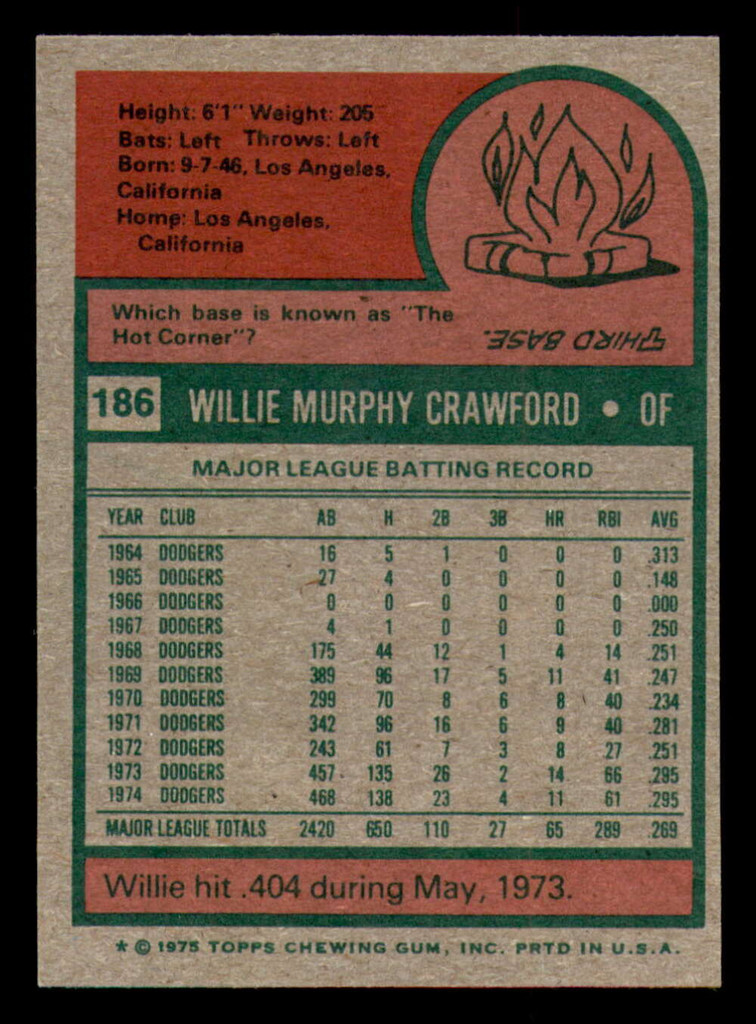 Height: 6'1" Weight: 205
Bats: Left Throws: Left
Born: 9-7-46, Los Angeles,
California
Home: Los Angeles,
California
Which base is known as "The
Hot Corner"?
THIRD BASE.
186 WILLIE MURPHY CRAWFORD • OF
MAJOR LEAGUE BATTING RECORD
YEAR CLUB AB H 2B 3B HR RBI AVG
1964 DODGERS 16 5 1 0 0 0 .313
1965 DODGERS 27 4 0 0 0 0 .148
1966 DODGERS 0 0 0 0 0 0 .000
1967 DODGERS 4 1 0 0 0 0 .250
1968 DODGERS 175 44 12 1 4 14 .251
1969 DODGERS 389 96 17 5 11 41 .247
1970 DODGERS 299 70 8 6 8 40 .234
1971 DODGERS 342 96 16 6 9 40 .281
1972 DODGERS 243 61 7 3 8 27 .251
1973 DODGERS 457 135 26 2 14 66 .295
1974 DODGERS 468 138 23 4 11 61 .295
MAJOR LEAGUE TOTALS 2420 650 110 27 65 289 .269
Willie hit .404 during May, 1973.
* © 1975 TOPPS CHEWING GUM, INC. PRTD IN U.S.A.